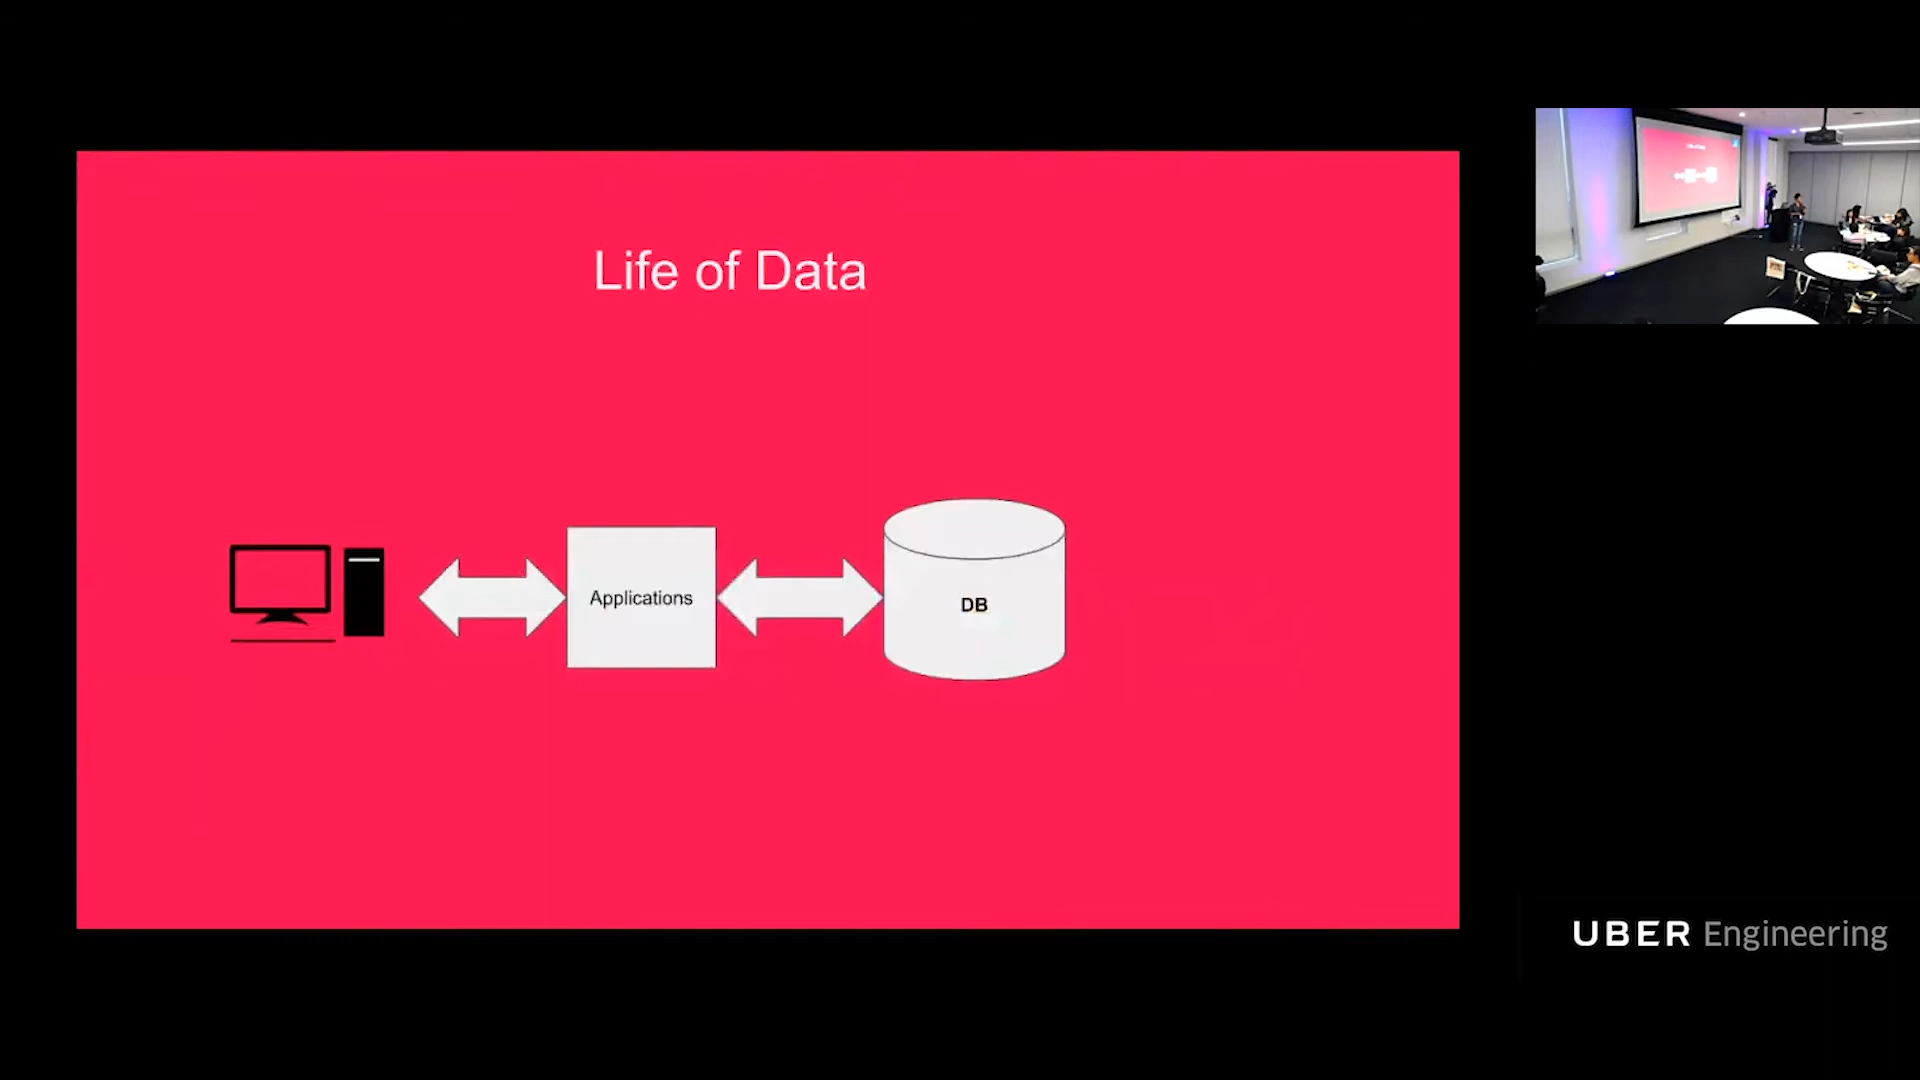 Life of Data
Applications
DB
UBER Engineering